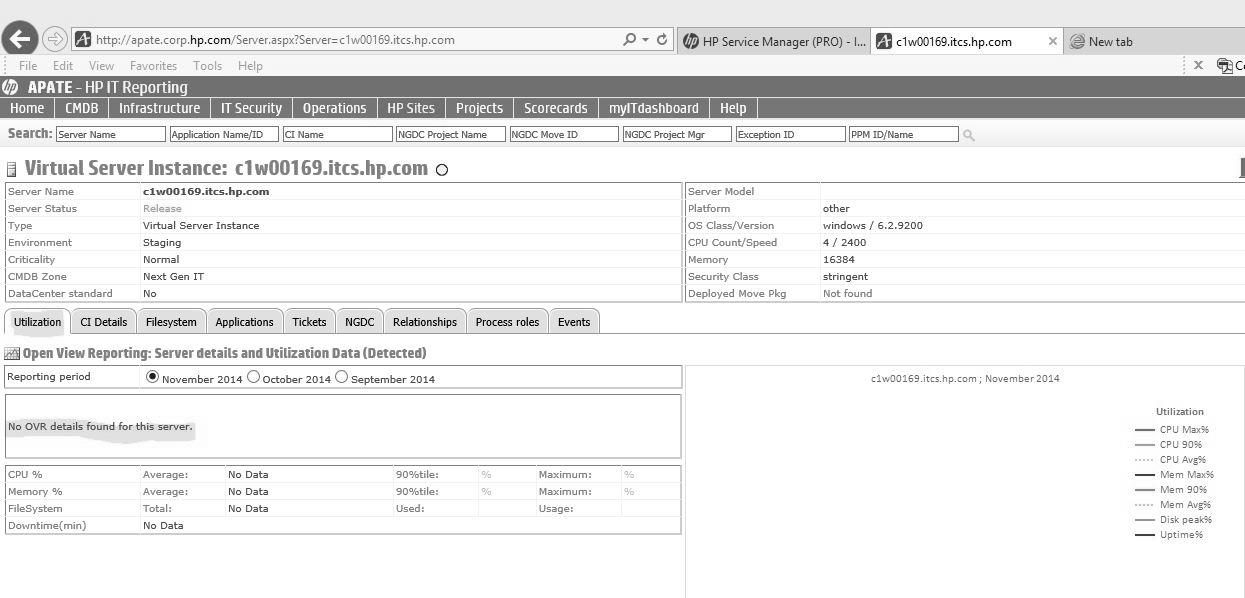 http://apate.corp.hp.com/Server.aspx?Server=c1w00169.itcs.hp.com
HP Service Manager (PRO) - I...
c1w00169.itcs.hp.com
New tab
File Edit View Favorites Tools Help
hp APATE - HP IT Reporting
Home CMDB Infrastructure IT Security Operations HP Sites Projects Scorecards myITdashboard Help
Search: Server Name Application Name/ID CI Name NGDC Project Name NGDC Move ID NGDC Project Mgr Exception ID PPM ID/Name
Virtual Server Instance: c1w00169.itcs.hp.com
Server Name c1w00169.itcs.hp.com
Server Status Release
Type Virtual Server Instance
Environment Staging
Criticality Normal
CMDB Zone Next Gen IT
DataCenter standard No
Server Model
Platform other
OS Class/Version windows / 6.2.9200
CPU Count/Speed 4 / 2400
Memory 16384
Security Class stringent
Deployed Move Pkg Not found
Utilization CI Details Filesystem Applications Tickets NGDC Relationships Process roles Events
Open View Reporting: Server details and Utilization Data (Detected)
Reporting period November 2014 October 2014 September 2014
No OVR details found for this server.
CPU % Average: No Data 90%tile: % Maximum: %
Memory % Average: No Data 90%tile: % Maximum: %
FileSystem Total: No Data Used: Usage:
Downtime(min) No Data
c1w00169.itcs.hp.com ; November 2014
Utilization
CPU Max%
CPU 90%
CPU Avg%
Mem Max%
Mem 90%
Mem Avg%
Disk peak%
Uptime%